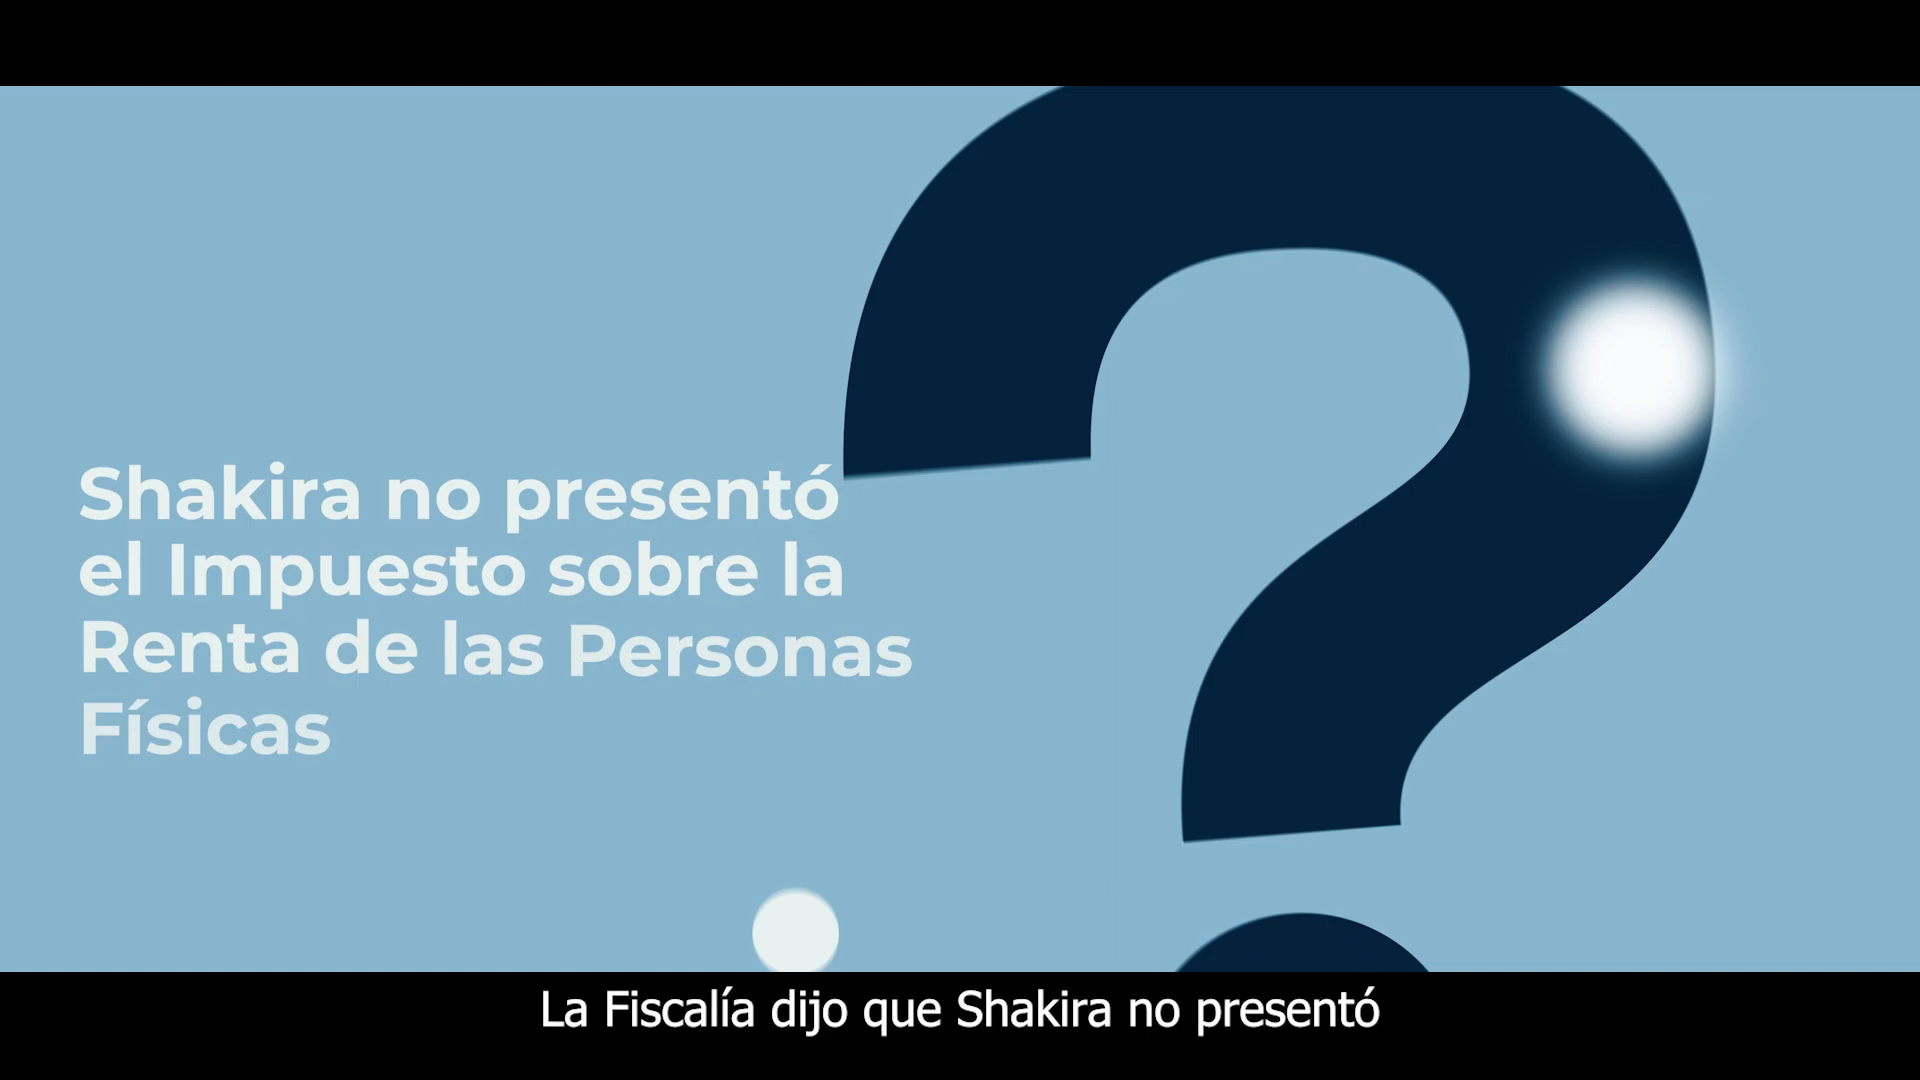 Shakira no presentó
el Impuesto sobre la
Renta de las Personas
Físicas
La Fiscalía dijo que Shakira no presentó